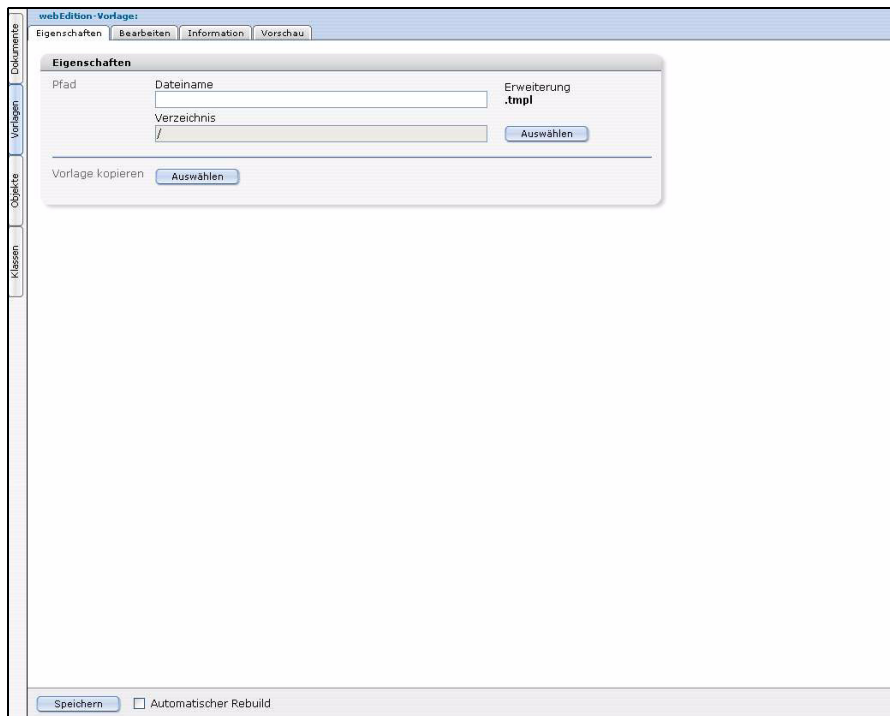 webEdition-Vorlage:
Eigenschaften Bearbeiten Information Vorschau
Dokumente
Vorlagen
Objekte
Klassen
Eigenschaften
Pfad
Dateiname
Erweiterung
.tmpl
Verzeichnis
/
Auswählen
Vorlage kopieren Auswählen
Speichern Automatischer Rebuild